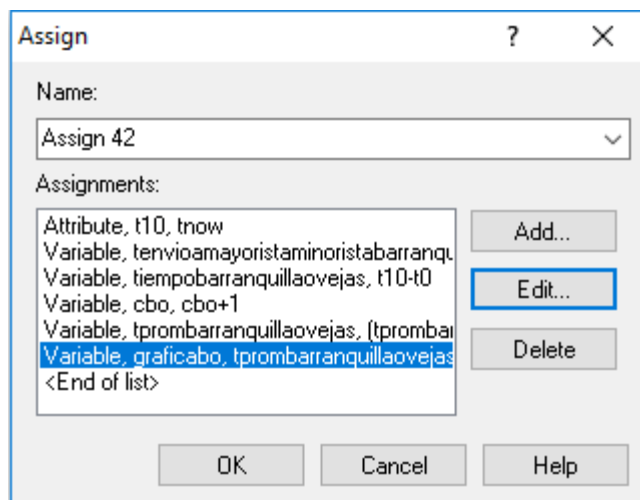 Assign
?
Name:
Assign 42
Assignments:
Attribute, t10, tnow
Variable, tenvioamayoristaminoristabarranqu
Variable, tiempobarranquillaovejas, t10-t0
Variable, cbo, cbo+1
Variable, tprombarranquillaovejas, (tprombar
Variable, graficabo, tprombarranquillaovejas
<End of list>
Add...
Edit...
Delete
OK
Cancel
Help